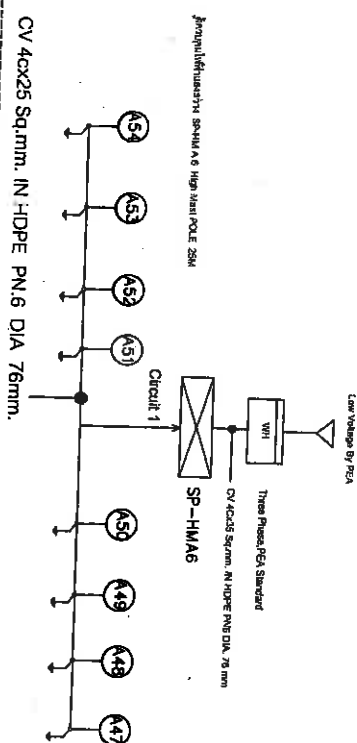 Low Voltage By PEA
WH
Three Phase,PEA Standard
CV 4Cx35 Sq.mm. IN HDPE PN6 DIA. 76 mm
SP-HMA6
SP-HM A 6 High Mast POLE 25M
Circuit 1
A54
A53
A52
A51
A50
A49
A48
A47
CV 4cx25 Sq.mm. IN HDPE PN.6 DIA 76mm.